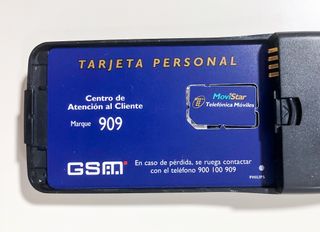 TARJETA PERSONAL
Centro de
Atención al Cliente
Marque 909
MoviStar
Telefónica Móviles
GSM
En caso de pérdida, se ruega contactar
con el teléfono 900 100 909
PHILIPS